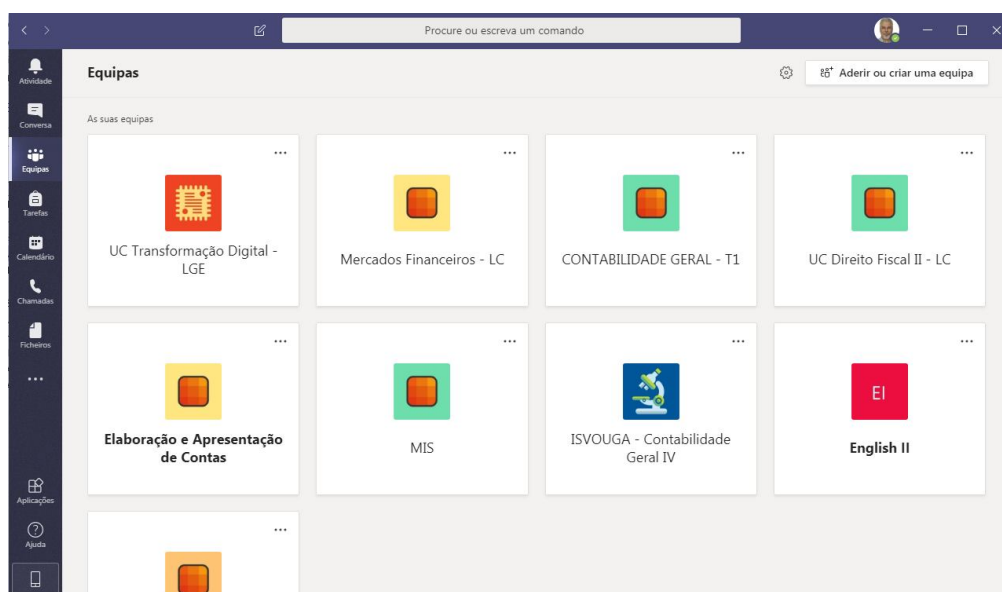 Procure ou escreva um comando
Atividade
Conversa
Equipas
Tarefas
Calendário
Chamadas
Ficheiros
...
Aplicações
Ajuda
Equipas
Aderir ou criar uma equipa
As suas equipas
UC Transformação Digital -
LGE
Mercados Financeiros - LC
CONTABILIDADE GERAL - T1
UC Direito Fiscal II - LC
Elaboração e Apresentação
de Contas
MIS
ISVOUGA - Contabilidade
Geral IV
EI
English II